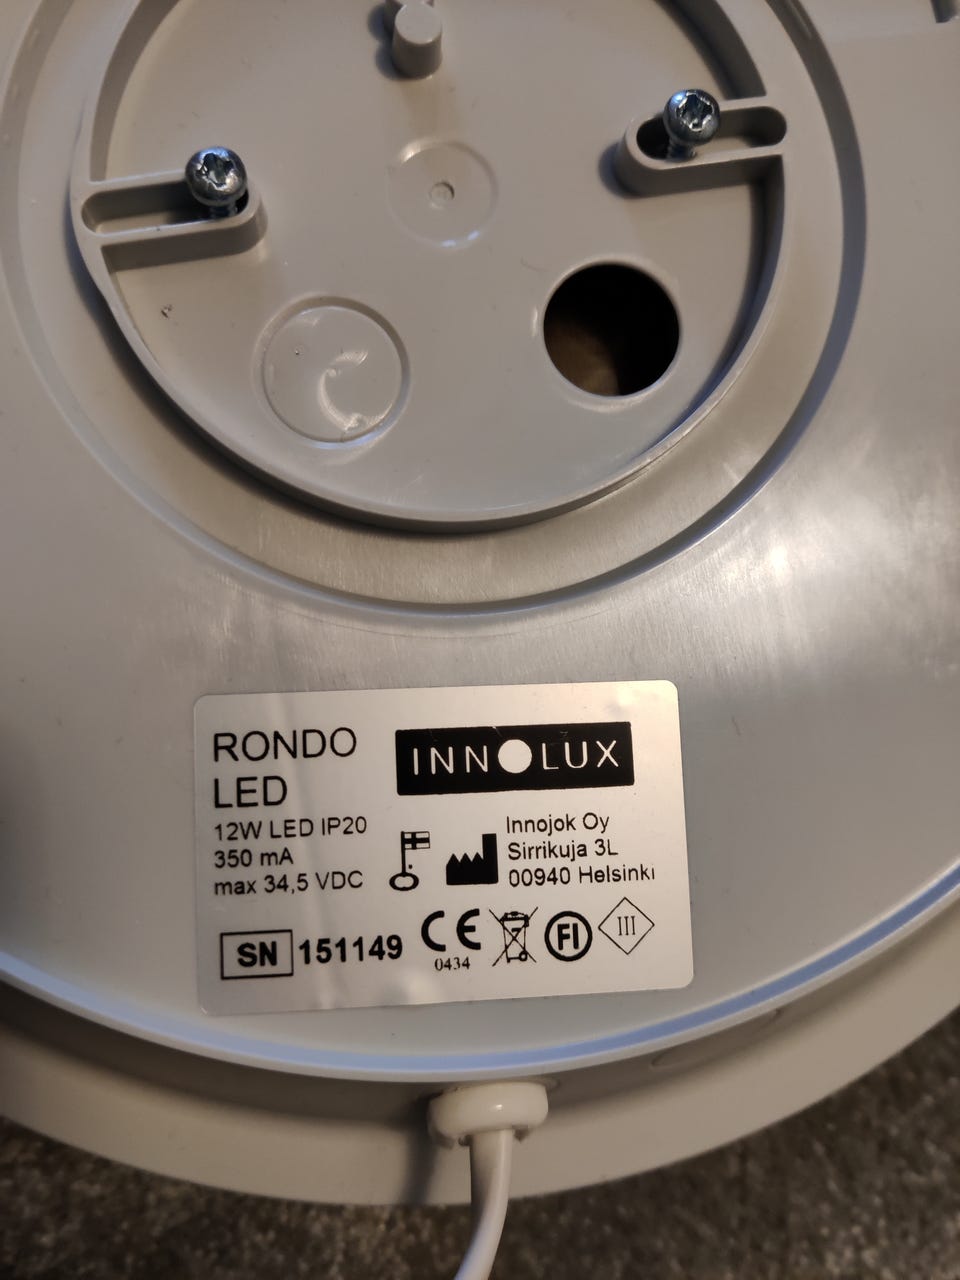 RONDO
LED
12W LED IP20
350 mA
max 34,5 VDC
INNOLUX
Innojok Oy
Sirrikuja 3L
00940 Helsinki
SN 151149
CE
0434
FI
III